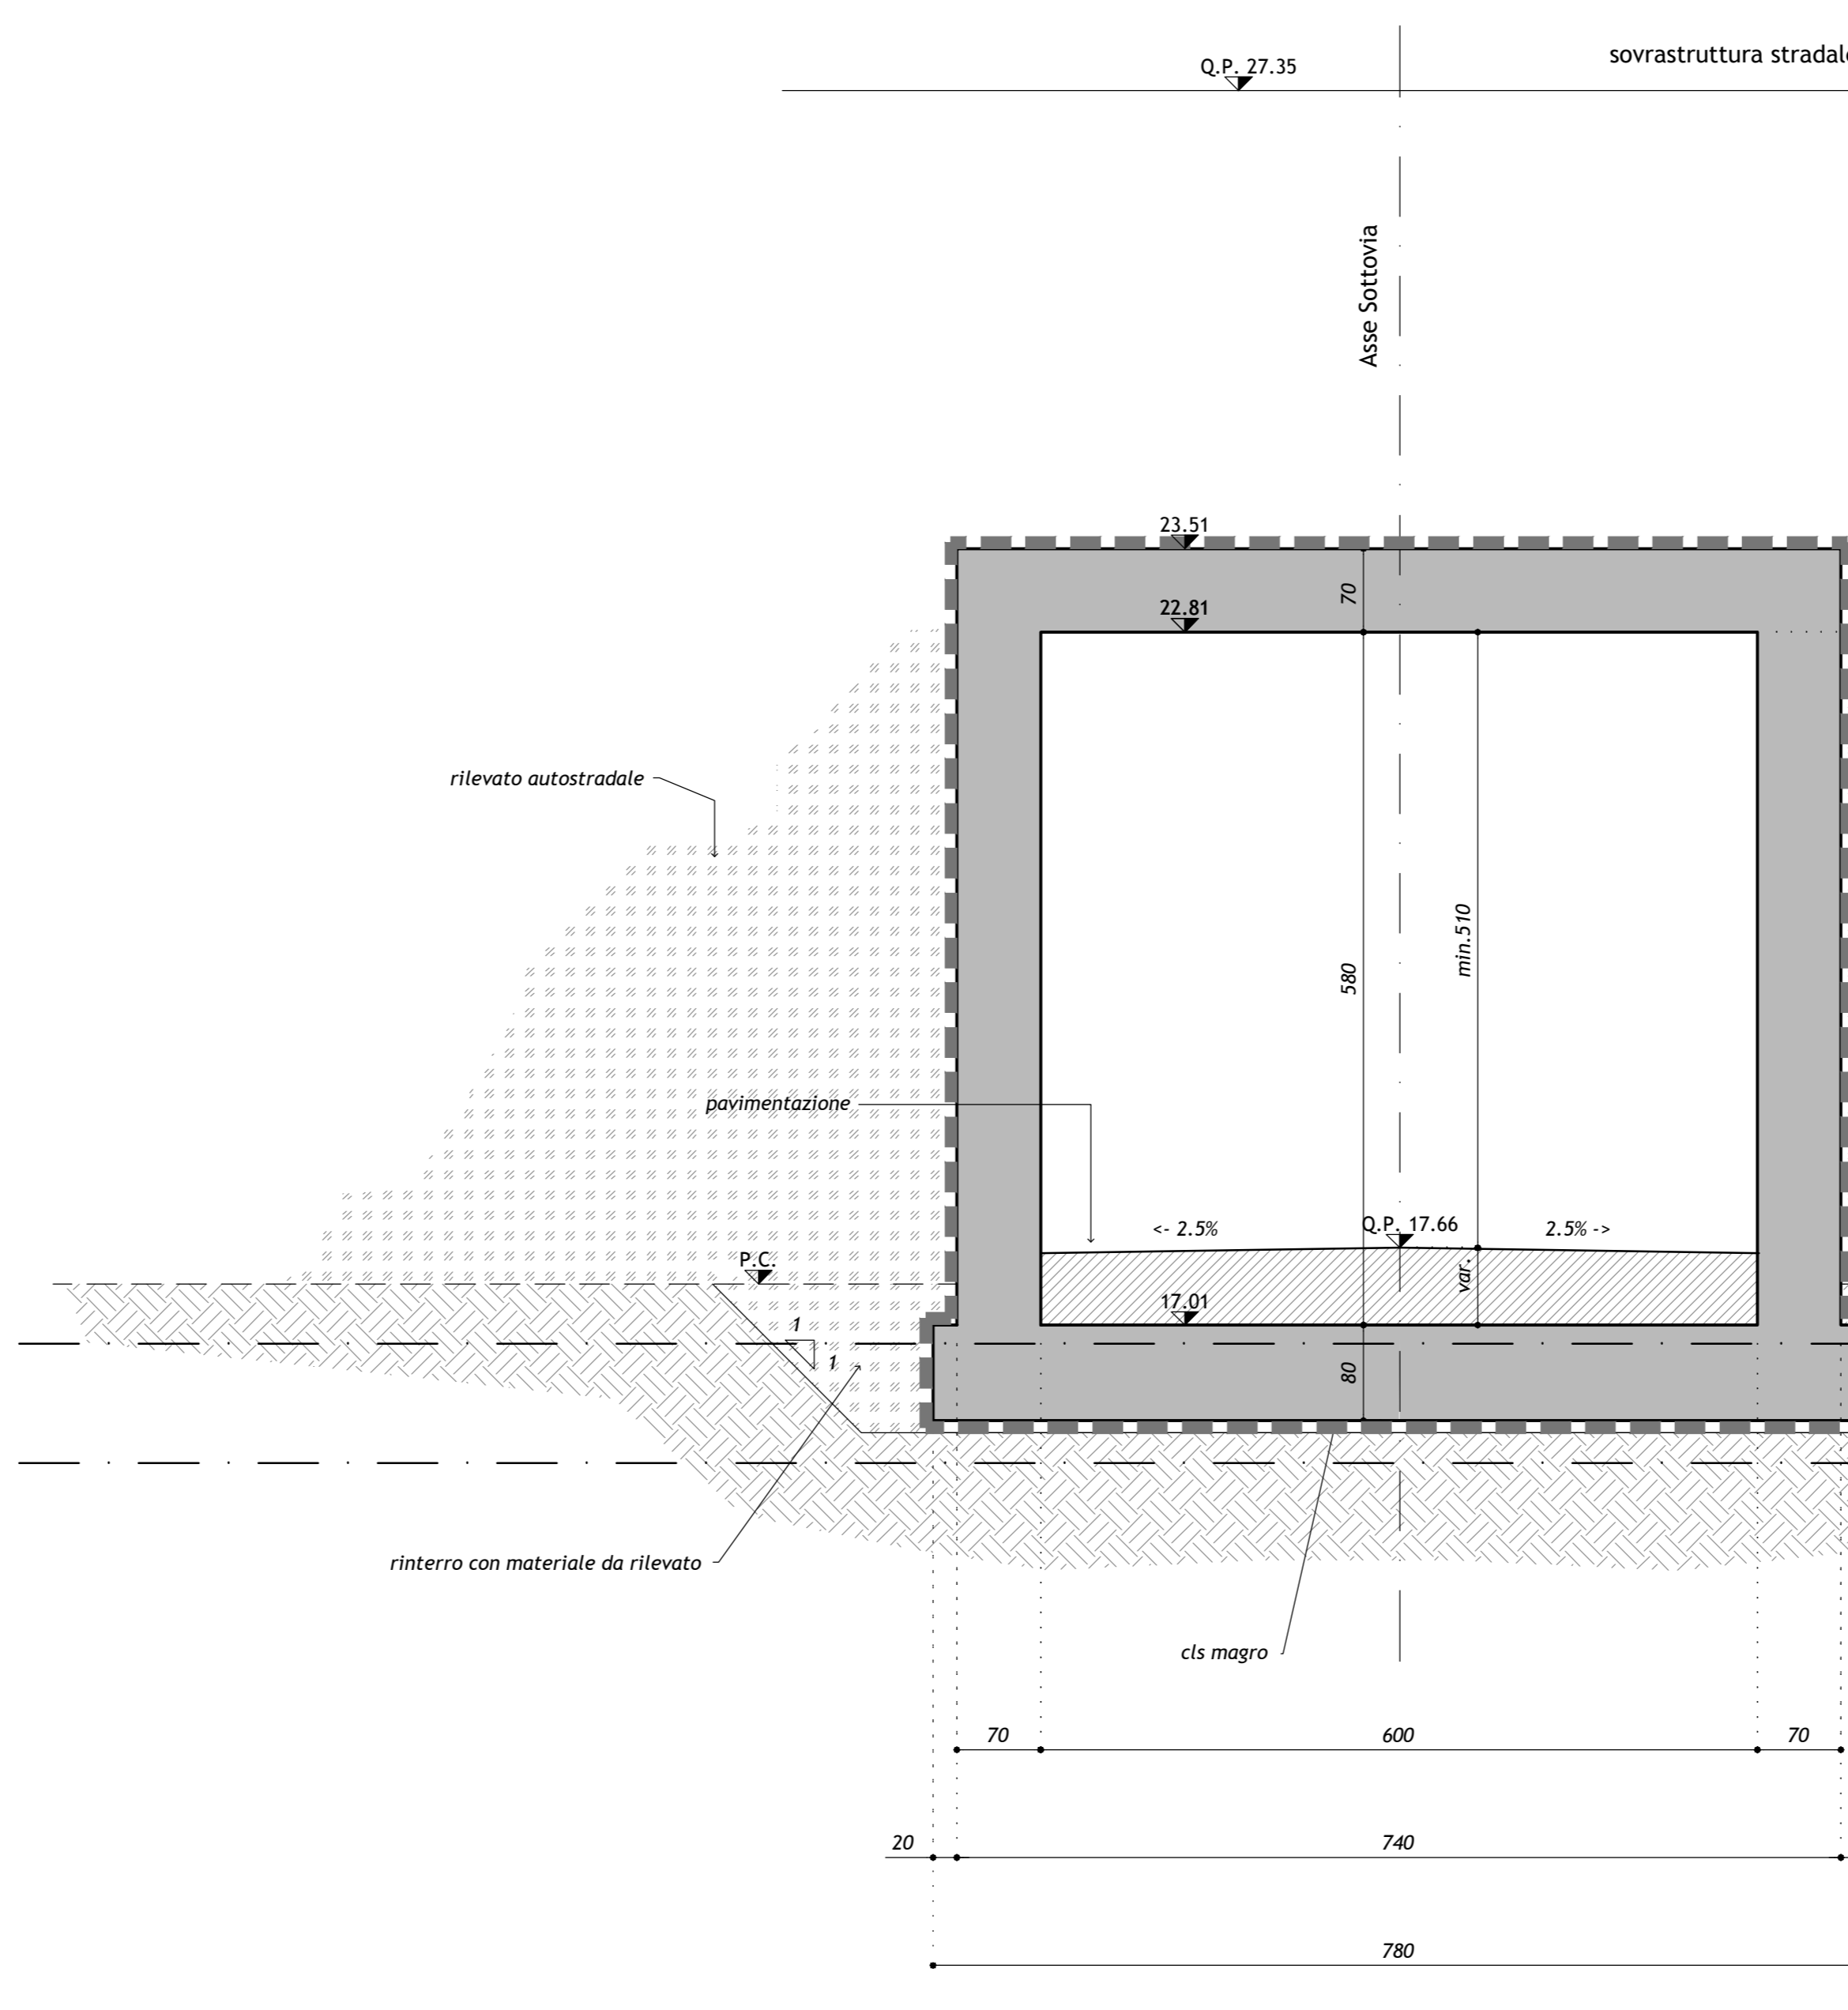 sovrastruttura stradale
Q.P. 27.35
Asse Sottovia
23.51
70
22.81
rilevato autostradale
min.510
580
pavimentazione
<- 2.5%
Q.P. 17.66
2.5% ->
P.C.
var.
17.01
1
1
80
rinterro con materiale da rilevato
cls magro
70
600
70
20
740
780